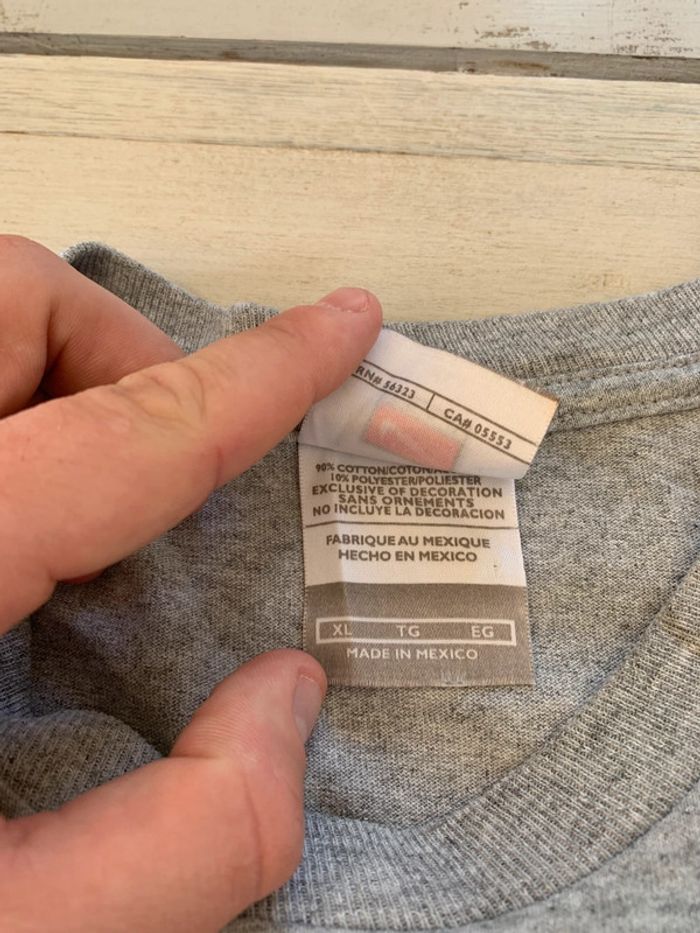 RN# 56323 | CA# 05553
90% COTTON/COTON/
10% POLYESTER/POLIESTER
EXCLUSIVE OF DECORATION
SANS ORNEMENTS
NO INCLUYE LA DECORACION
FABRIQUE AU MEXIQUE
HECHO EN MEXICO
XL TG EG
MADE IN MEXICO